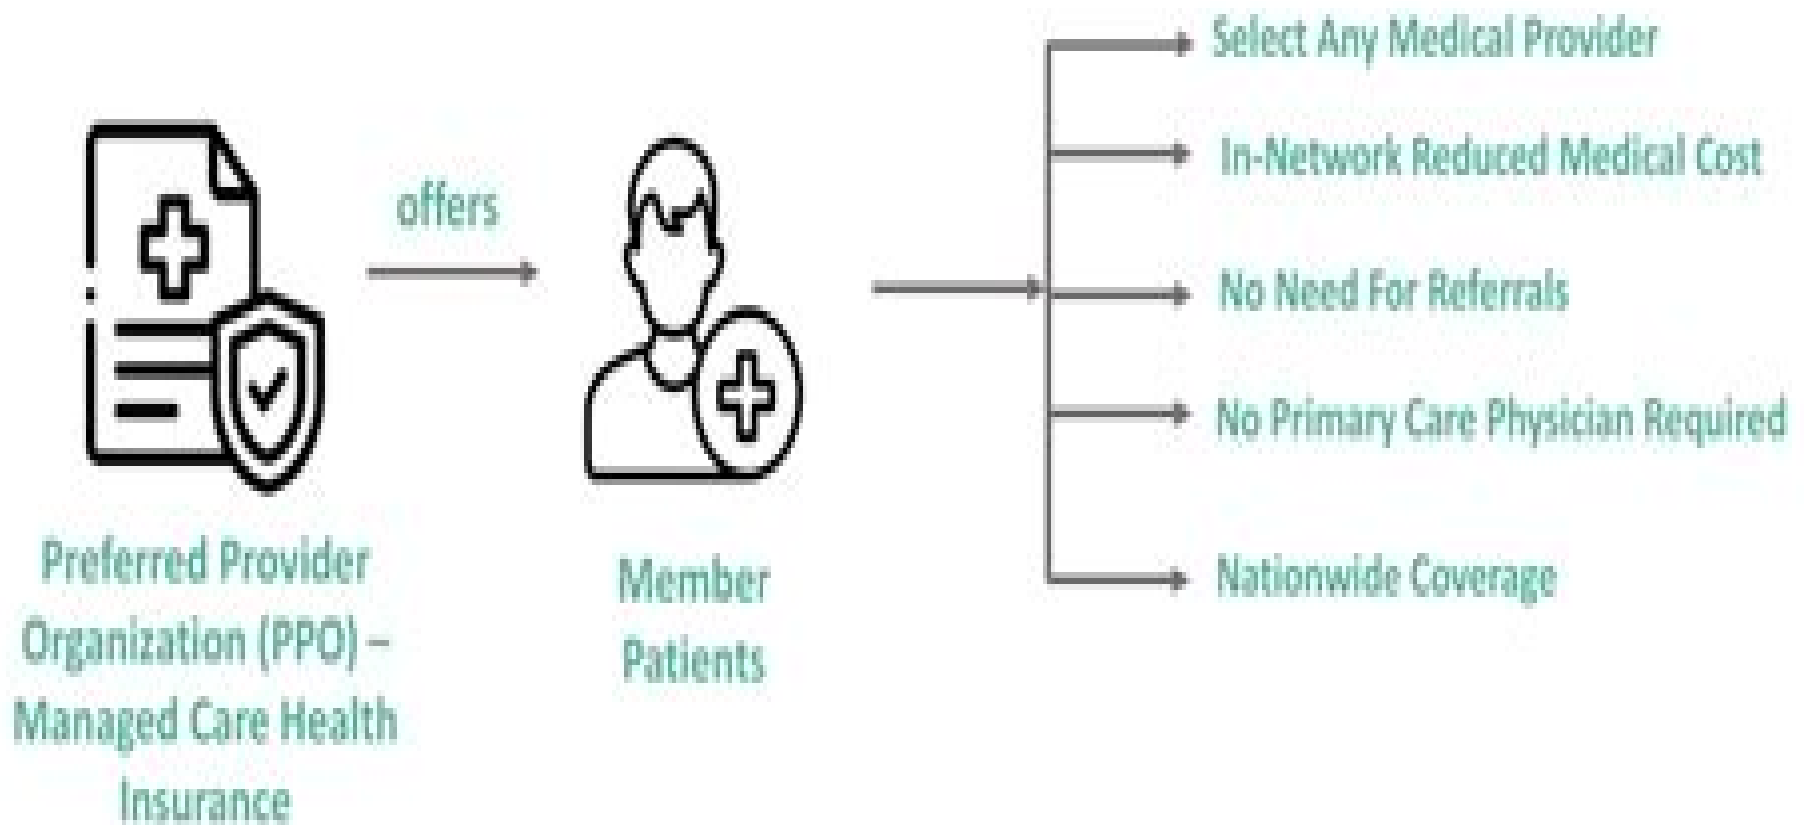 Preferred Provider
Organization (PPO) –
Managed Care Health
Insurance
offers
Member
Patients
Select Any Medical Provider
In-Network Reduced Medical Cost
No Need For Referrals
No Primary Care Physician Required
Nationwide Coverage